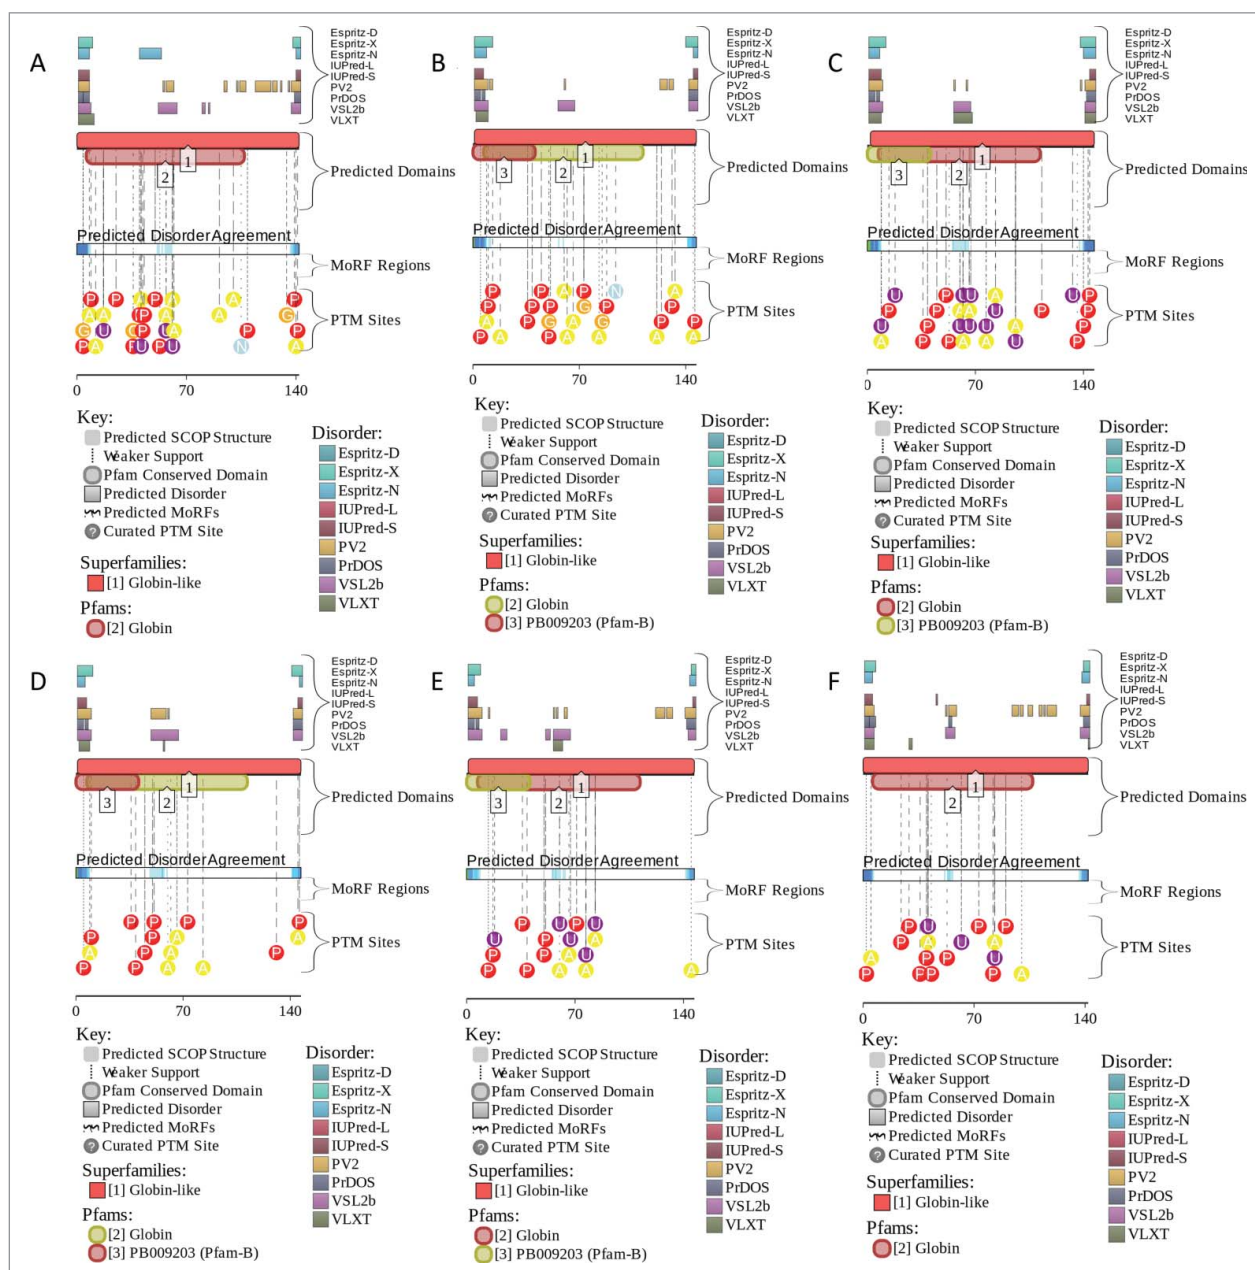 A
Espritz-D
Espritz-X
Espritz-N
IUPred-L
IUPred-S
PV2
PrDOS
VSL2b
VLXT
1
2
Predicted Domains
Predicted Disorder Agreement
MoRF Regions
PTM Sites
0 70 140
Key:
Predicted SCOP Structure
Weaker Support
Pfam Conserved Domain
Predicted Disorder
Predicted MoRFs
? Curated PTM Site
Superfamilies:
[1] Globin-like
Pfams:
[2] Globin
Disorder:
Espritz-D
Espritz-X
Espritz-N
IUPred-L
IUPred-S
PV2
PrDOS
VSL2b
VLXT
B
Espritz-D
Espritz-X
Espritz-N
IUPred-L
IUPred-S
PV2
PrDOS
VSL2b
VLXT
1
3 2
Predicted Domains
Predicted Disorder Agreement
MoRF Regions
PTM Sites
0 70 140
Key:
Predicted SCOP Structure
Weaker Support
Pfam Conserved Domain
Predicted Disorder
Predicted MoRFs
? Curated PTM Site
Superfamilies:
[1] Globin-like
Pfams:
[2] Globin
[3] PB009203 (Pfam-B)
Disorder:
Espritz-D
Espritz-X
Espritz-N
IUPred-L
IUPred-S
PV2
PrDOS
VSL2b
VLXT
C
Espritz-D
Espritz-X
Espritz-N
IUPred-L
IUPred-S
PV2
PrDOS
VSL2b
VLXT
1
3 2
Predicted Domains
Predicted Disorder Agreement
MoRF Regions
PTM Sites
0 70 140
Key:
Predicted SCOP Structure
Weaker Support
Pfam Conserved Domain
Predicted Disorder
Predicted MoRFs
? Curated PTM Site
Superfamilies:
[1] Globin-like
Pfams:
[2] Globin
[3] PB009203 (Pfam-B)
Disorder:
Espritz-D
Espritz-X
Espritz-N
IUPred-L
IUPred-S
PV2
PrDOS
VSL2b
VLXT
D
Espritz-D
Espritz-X
Espritz-N
IUPred-L
IUPred-S
PV2
PrDOS
VSL2b
VLXT
1
3 2
Predicted Domains
Predicted Disorder Agreement
MoRF Regions
PTM Sites
0 70 140
Key:
Predicted SCOP Structure
Weaker Support
Pfam Conserved Domain
Predicted Disorder
Predicted MoRFs
? Curated PTM Site
Superfamilies:
[1] Globin-like
Pfams:
[2] Globin
[3] PB009203 (Pfam-B)
Disorder:
Espritz-D
Espritz-X
Espritz-N
IUPred-L
IUPred-S
PV2
PrDOS
VSL2b
VLXT
E
Espritz-D
Espritz-X
Espritz-N
IUPred-L
IUPred-S
PV2
PrDOS
VSL2b
VLXT
1
3 2
Predicted Domains
Predicted Disorder Agreement
MoRF Regions
PTM Sites
0 70 140
Key:
Predicted SCOP Structure
Weaker Support
Pfam Conserved Domain
Predicted Disorder
Predicted MoRFs
? Curated PTM Site
Superfamilies:
[1] Globin-like
Pfams:
[2] Globin
[3] PB009203 (Pfam-B)
Disorder:
Espritz-D
Espritz-X
Espritz-N
IUPred-L
IUPred-S
PV2
PrDOS
VSL2b
VLXT
F
Espritz-D
Espritz-X
Espritz-N
IUPred-L
IUPred-S
PV2
PrDOS
VSL2b
VLXT
1
2
Predicted Domains
Predicted Disorder Agreement
MoRF Regions
PTM Sites
0 70 140
Key:
Predicted SCOP Structure
Weaker Support
Pfam Conserved Domain
Predicted Disorder
Predicted MoRFs
? Curated PTM Site
Superfamilies:
[1] Globin-like
Pfams:
[2] Globin
Disorder:
Espritz-D
Espritz-X
Espritz-N
IUPred-L
IUPred-S
PV2
PrDOS
VSL2b
VLXT